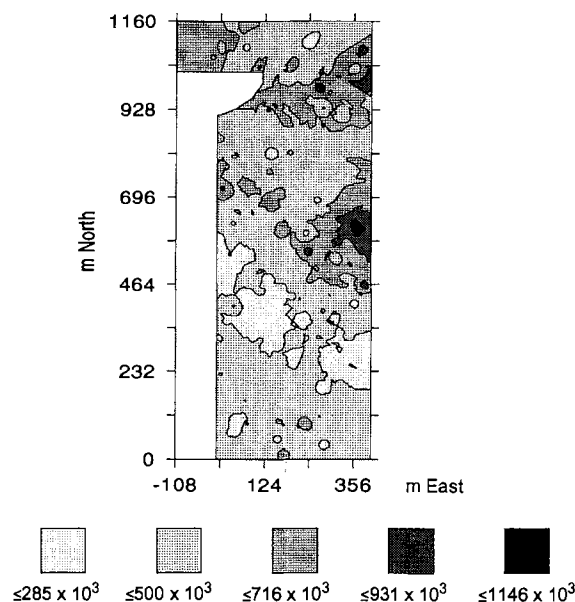 1160
928
696
464
232
0
m North
-108 124 356 m East
≤285 x 10³ ≤500 x 10³ ≤716 x 10³ ≤931 x 10³ ≤1146 x 10³